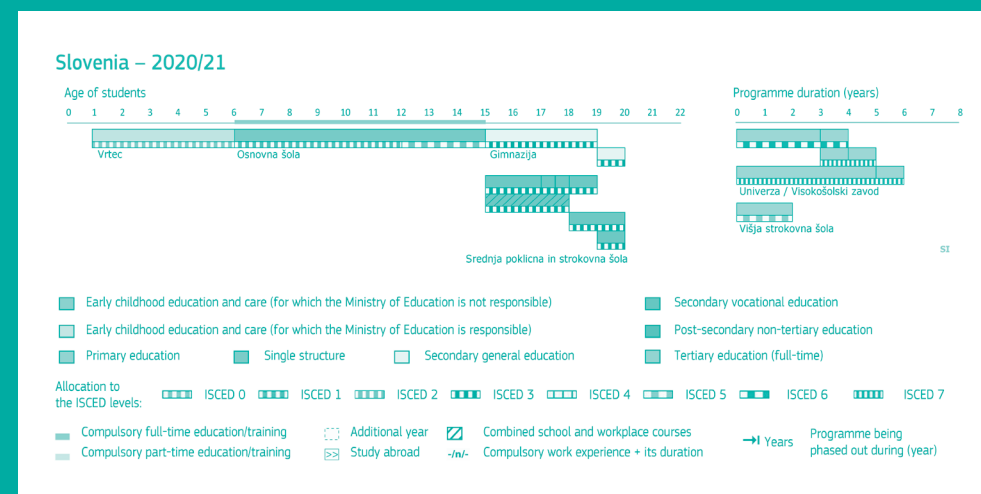 Slovenia – 2020/21
Age of students
Programme duration (years)
0 1 2 3 4 5 6 7 8 9 10 11 12 13 14 15 16 17 18 19 20 21 22
0 1 2 3 4 5 6 7 8
Vrtec
Osnovna šola
Gimnazija
Univerza / Visokošolski zavod
Višja strokovna šola
SI
Srednja poklicna in strokovna šola
Early childhood education and care (for which the Ministry of Education is not responsible)
Secondary vocational education
Early childhood education and care (for which the Ministry of Education is responsible)
Post-secondary non-tertiary education
Primary education
Single structure
Secondary general education
Tertiary education (full-time)
Allocation to
the ISCED levels:
ISCED 0 ISCED 1 ISCED 2 ISCED 3 ISCED 4 ISCED 5 ISCED 6 ISCED 7
Compulsory full-time education/training
Additional year
Combined school and workplace courses
Compulsory part-time education/training
>> Study abroad
-/n/- Compulsory work experience + its duration
Years
Programme being
phased out during (year)